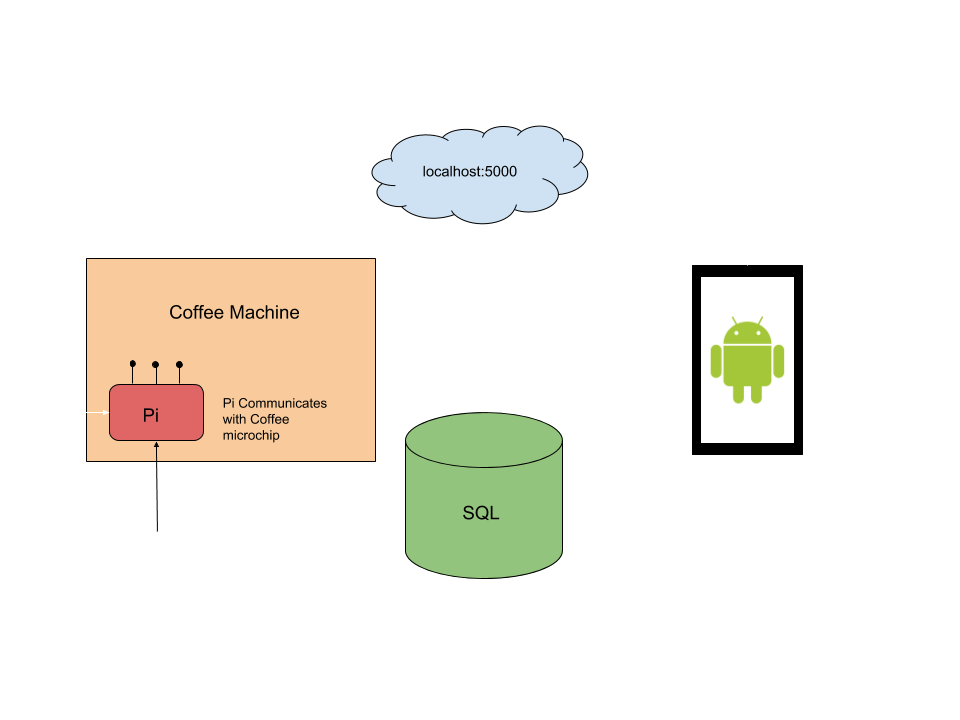 localhost:5000
Coffee Machine
Pi
Pi Communicates
with Coffee
microchip
SQL